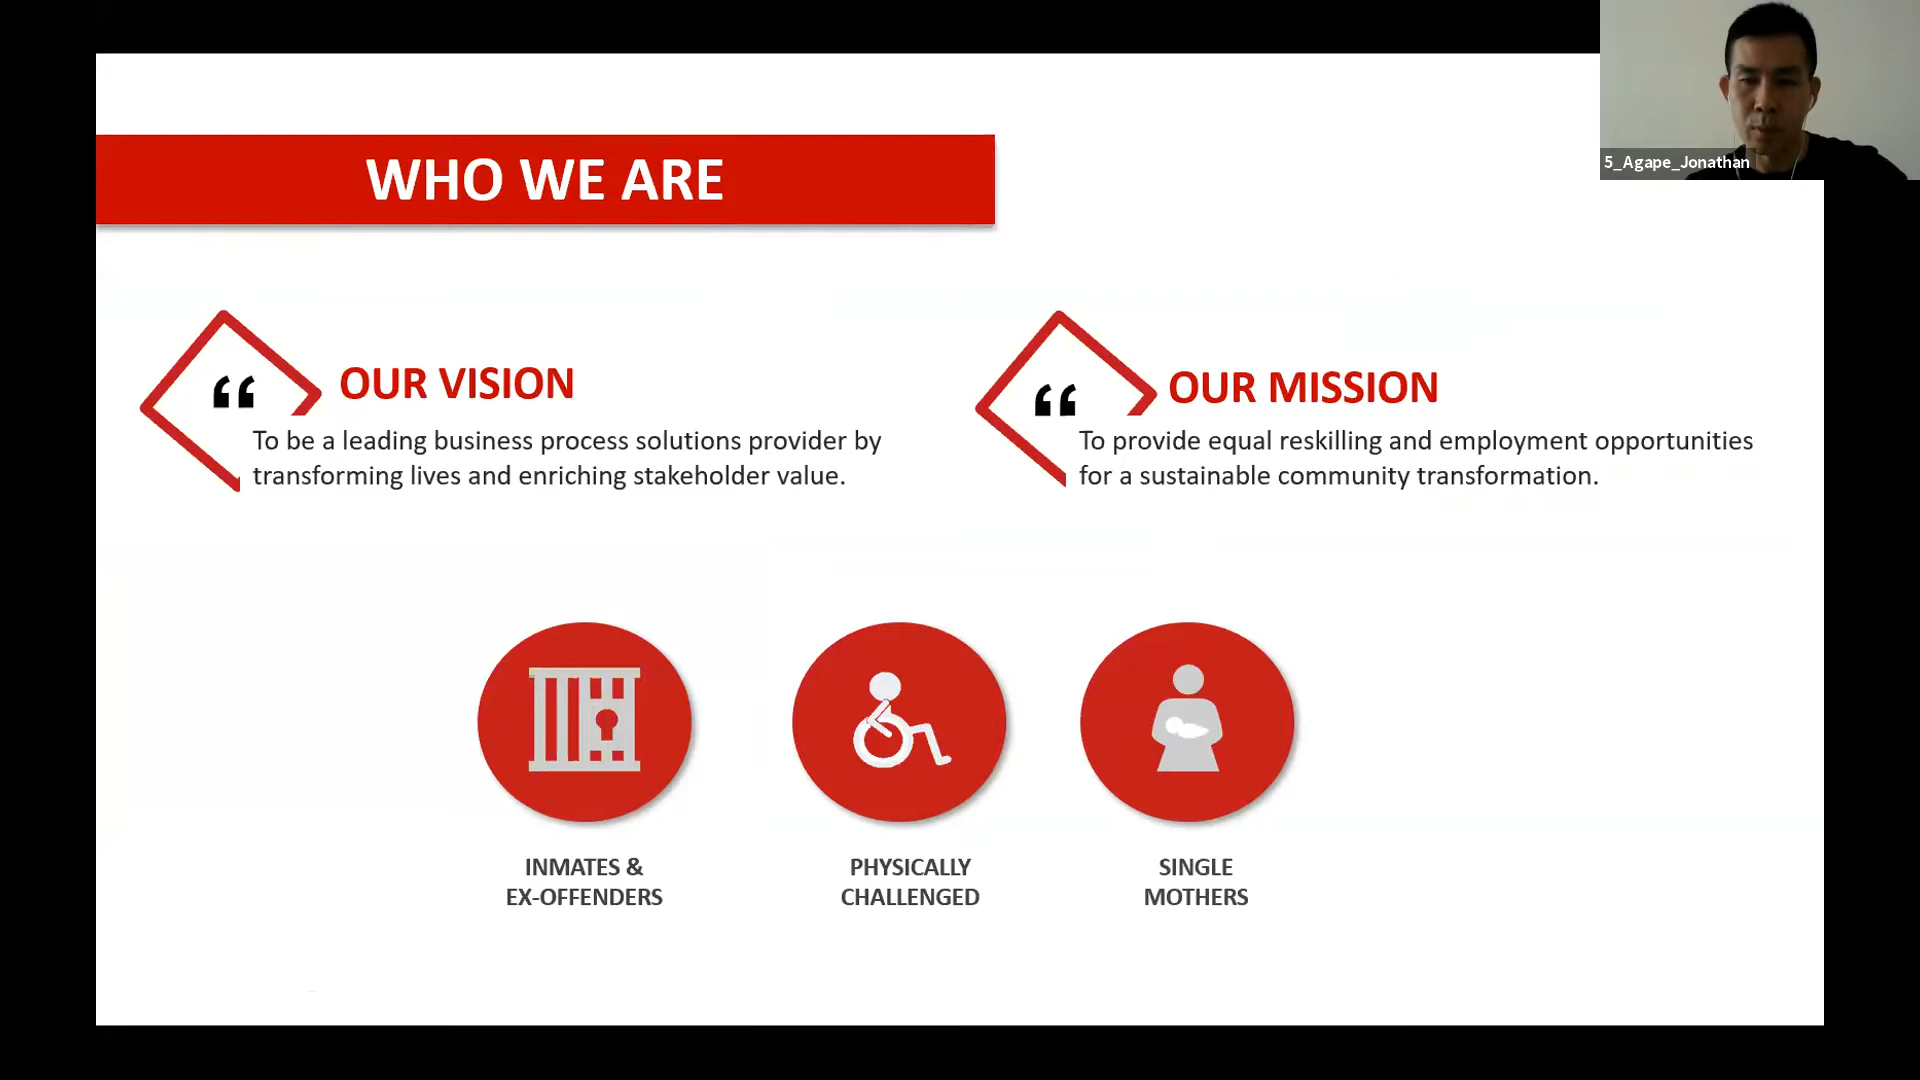 WHO WE ARE
5_Agape_Jonathan
“ OUR VISION
To be a leading business process solutions provider by
transforming lives and enriching stakeholder value.
“ OUR MISSION
To provide equal reskilling and employment opportunities
for a sustainable community transformation.
INMATES &
EX-OFFENDERS
PHYSICALLY
CHALLENGED
SINGLE
MOTHERS